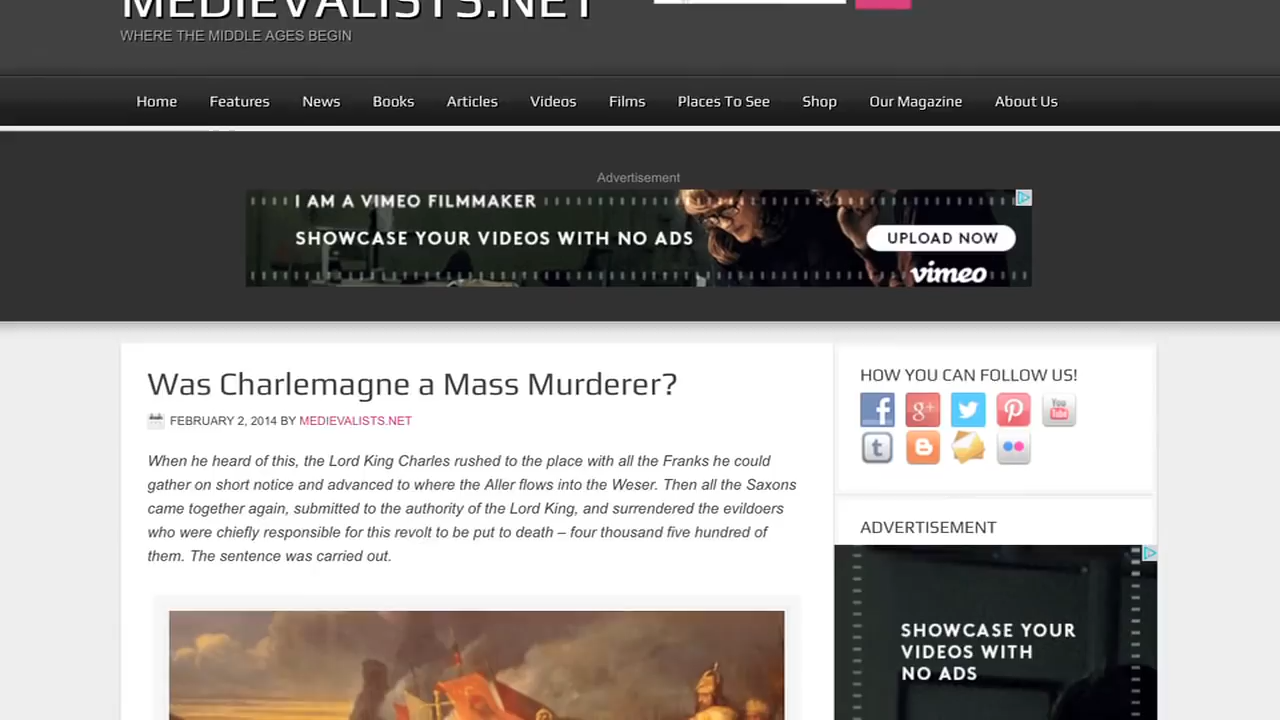 MEDIEVALISTS.NET
WHERE THE MIDDLE AGES BEGIN
Home Features News Books Articles Videos Films Places To See Shop Our Magazine About Us
Advertisement
I AM A VIMEO FILMMAKER
SHOWCASE YOUR VIDEOS WITH NO ADS
UPLOAD NOW
vimeo
Was Charlemagne a Mass Murderer?
FEBRUARY 2, 2014 BY MEDIEVALISTS.NET
When he heard of this, the Lord King Charles rushed to the place with all the Franks he could
gather on short notice and advanced to where the Aller flows into the Weser. Then all the Saxons
came together again, submitted to the authority of the Lord King, and surrendered the evildoers
who were chiefly responsible for this revolt to be put to death – four thousand five hundred of
them. The sentence was carried out.
HOW YOU CAN FOLLOW US!
f g+ You Tube
t B
ADVERTISEMENT
SHOWCASE YOUR
VIDEOS WITH
NO ADS